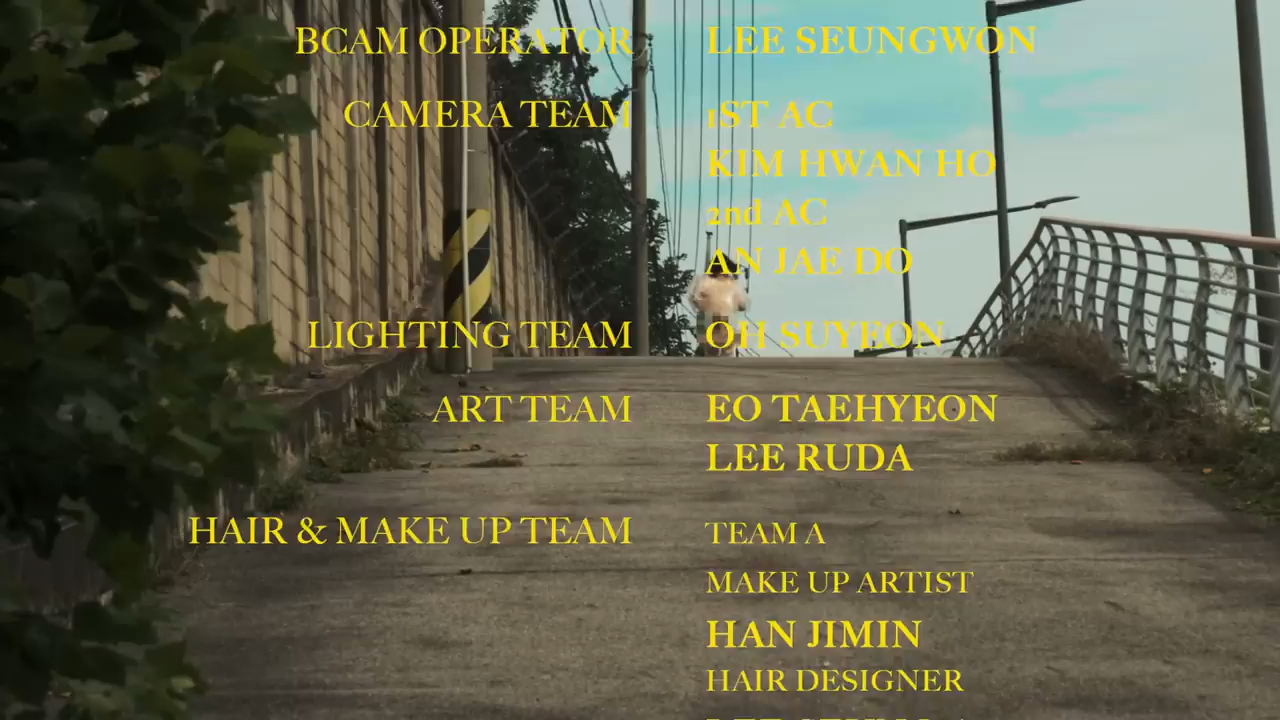 BCAM OPERATOR LEE SEUNGWON
CAMERA TEAM 1ST AC
KIM HWAN HO
2nd AC
AN JAE DO
LIGHTING TEAM OH SUYEON
ART TEAM EO TAEHYEON
LEE RUDA
HAIR & MAKE UP TEAM TEAM A
MAKE UP ARTIST
HAN JIMIN
HAIR DESIGNER